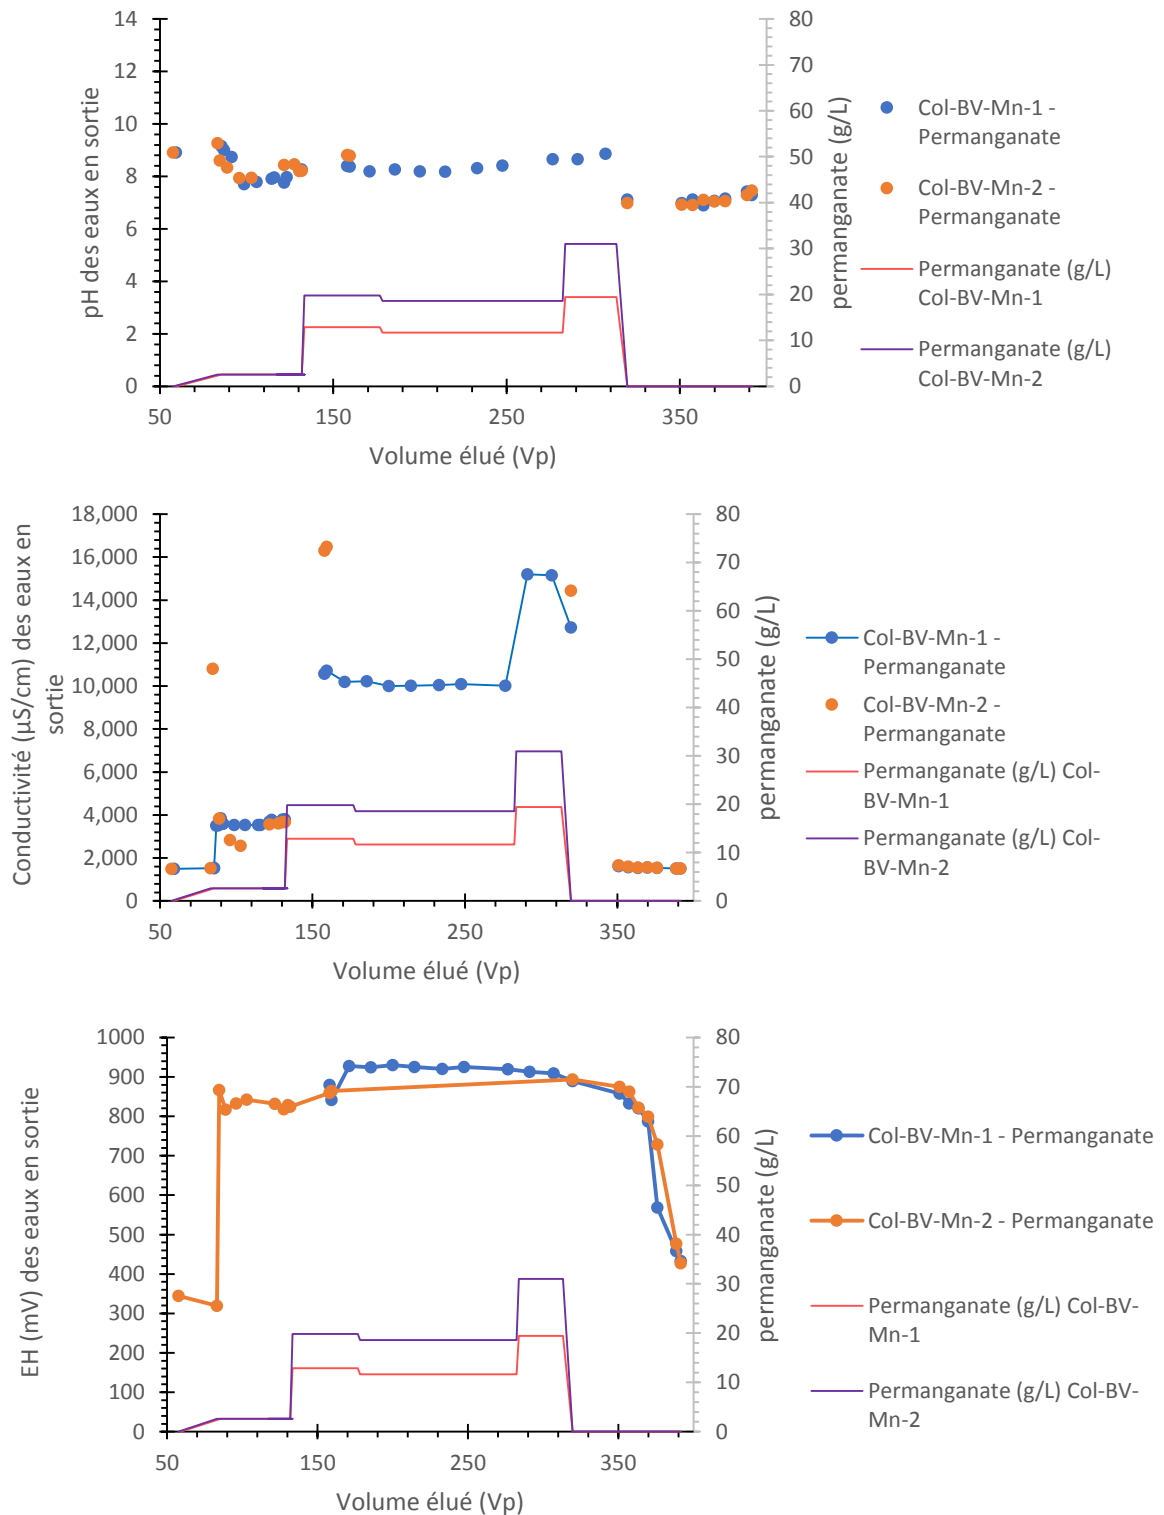 14
12
10
8
6
4
2
0
pH des eaux en sortie
50
150
250
350
Volume élué (Vp)
80
70
60
50
40
30
20
10
0
permanganate (g/L)
Col-BV-Mn-1 -
Permanganate
Col-BV-Mn-2 -
Permanganate
Permanganate (g/L)
Col-BV-Mn-1
Permanganate (g/L)
Col-BV-Mn-2
18,000
16,000
14,000
12,000
10,000
8,000
6,000
4,000
2,000
0
Conductivité (µS/cm) des eaux en
sortie
50
150
250
350
Volume élué (Vp)
80
70
60
50
40
30
20
10
0
permanganate (g/L)
Col-BV-Mn-1 -
Permanganate
Col-BV-Mn-2 -
Permanganate
Permanganate (g/L) Col-
BV-Mn-1
Permanganate (g/L) Col-
BV-Mn-2
1000
900
800
700
600
500
400
300
200
100
0
EH (mV) des eaux en sortie
50
150
250
350
Volume élué (Vp)
80
70
60
50
40
30
20
10
0
permanganate (g/L)
Col-BV-Mn-1 - Permanganate
Col-BV-Mn-2 - Permanganate
Permanganate (g/L) Col-BV-
Mn-1
Permanganate (g/L) Col-BV-
Mn-2